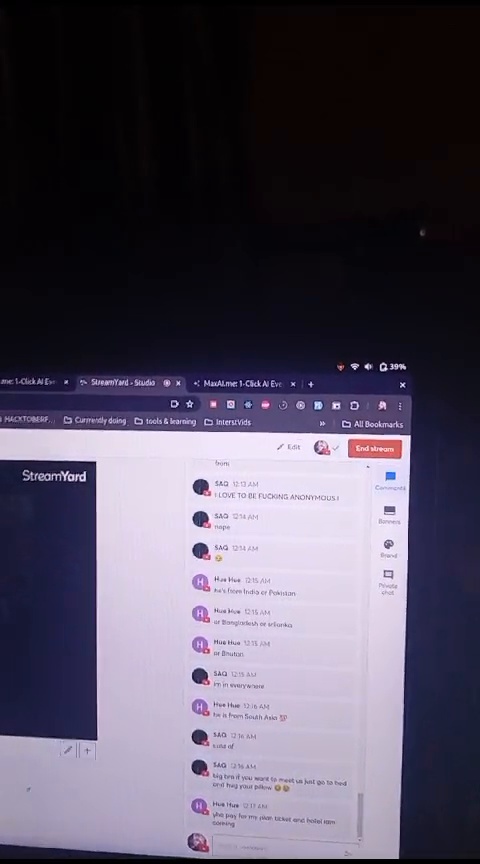 39%
me: 1-Click AI Eve
StreamYard - Studio
MaxAI.me: 1-Click AI Eve
HACKTOBERF...
Currently doing
tools & learning
InterstVids
All Bookmarks
Edit
End stream
StreamYard
from
SAQ 12:13 AM
I LOVE TO BE FUCKING ANONYMOUS.!
SAQ 12:14 AM
nope
SAQ 12:14 AM
😂
Hue Hue 12:15 AM
he's from India or Pakistan
Hue Hue 12:15 AM
or Bangladesh or srilanka
Hue Hue 12:15 AM
or Bhutan
SAQ 12:15 AM
im in everywhere
Hue Hue 12:16 AM
he is from South Asia 💯
SAQ 12:16 AM
of
SAQ 12:16 AM
big bro if you want to meet us just go to bed
and hug your pillow 😂😂
Hue Hue 12:17 AM
pay for my plan ticket and hotel iam
coming
Comments
Banners
Brand
Private
chat